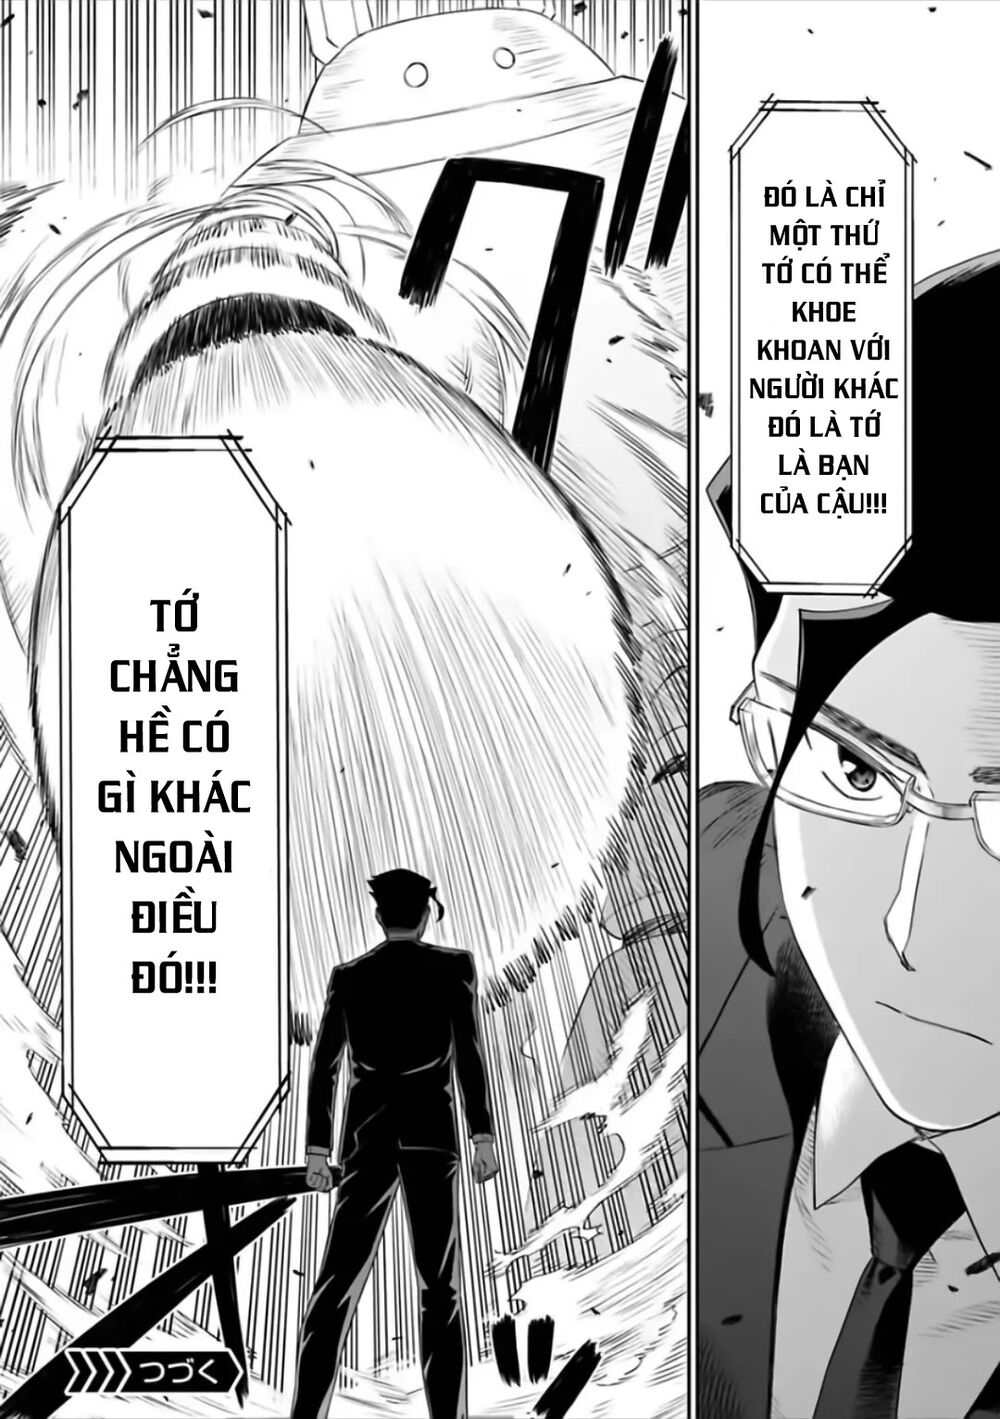 ĐÓ LÀ CHỈ
MỘT THỨ
TỚ CÓ THỂ
KHOE
KHOAN VỚI
NGƯỜI KHÁC
ĐÓ LÀ TỚ
LÀ BẠN
CỦA CẬU!!!
TỚ
CHẲNG
HỀ CÓ
GÌ KHÁC
NGOÀI
ĐIỀU
ĐÓ!!!
つづく